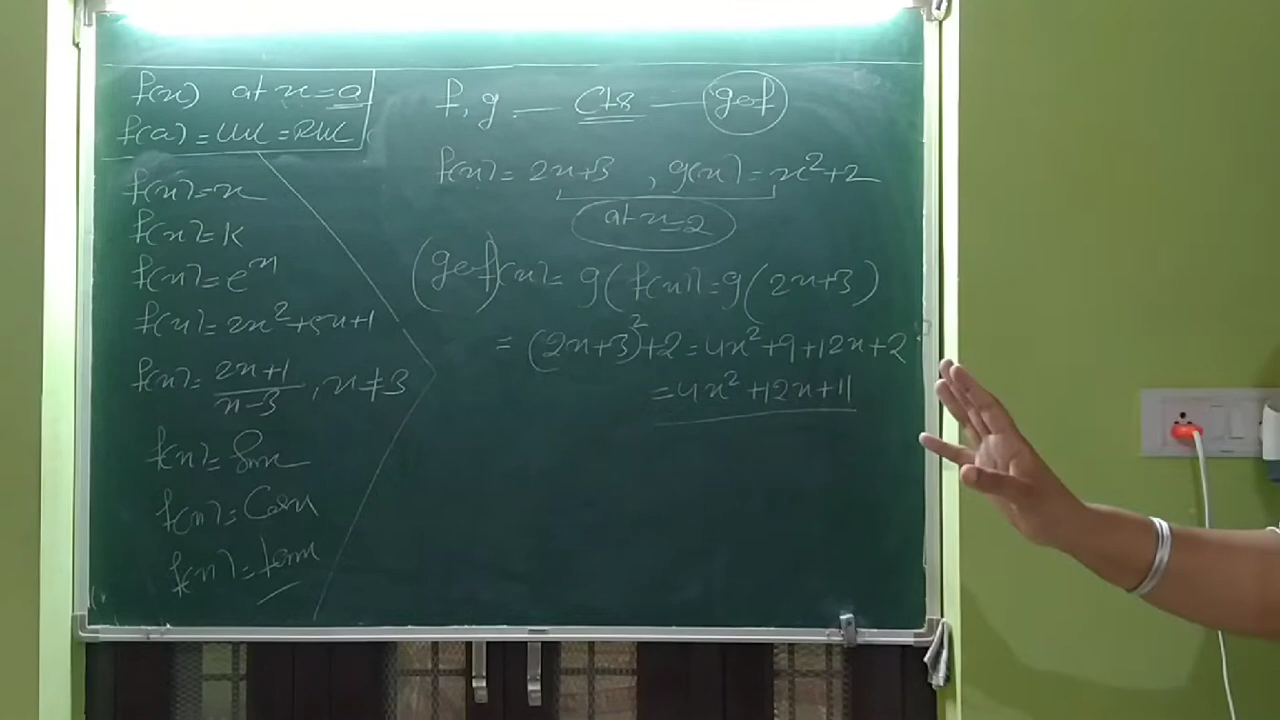 f(x) at x = a
f(a) = LHL = RHL
f(x) = x
f(x) = K
f(x) = e^x
f(x) = 2x² + 5x + 1
f(x) = (2x+1)/(x-3), x ≠ 3
f(x) = Sinx
f(x) = Cosx
f(x) = tanx
f, g — Cts — gof
f(x) = 2x+3, g(x) = x²+2
at x = 2
(gof)(x) = g(f(x)) = g(2x+3)
= (2x+3)² + 2 = 4x² + 9 + 12x + 2
= 4x² + 12x + 11